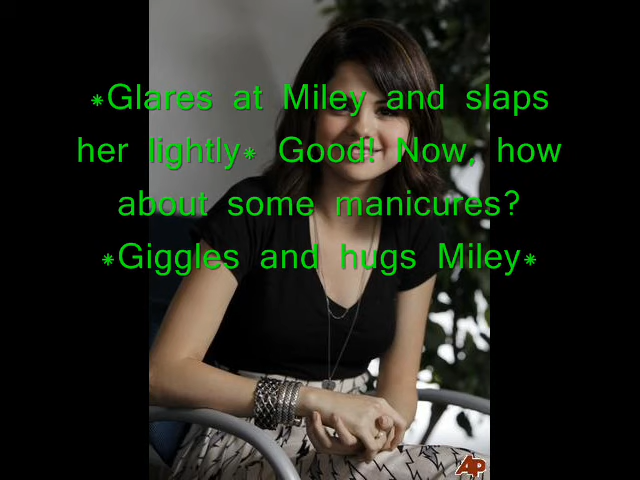 *Glares at Miley and slaps
her lightly* Good! Now, how
about some manicures?
*Giggles and hugs Miley*
AP